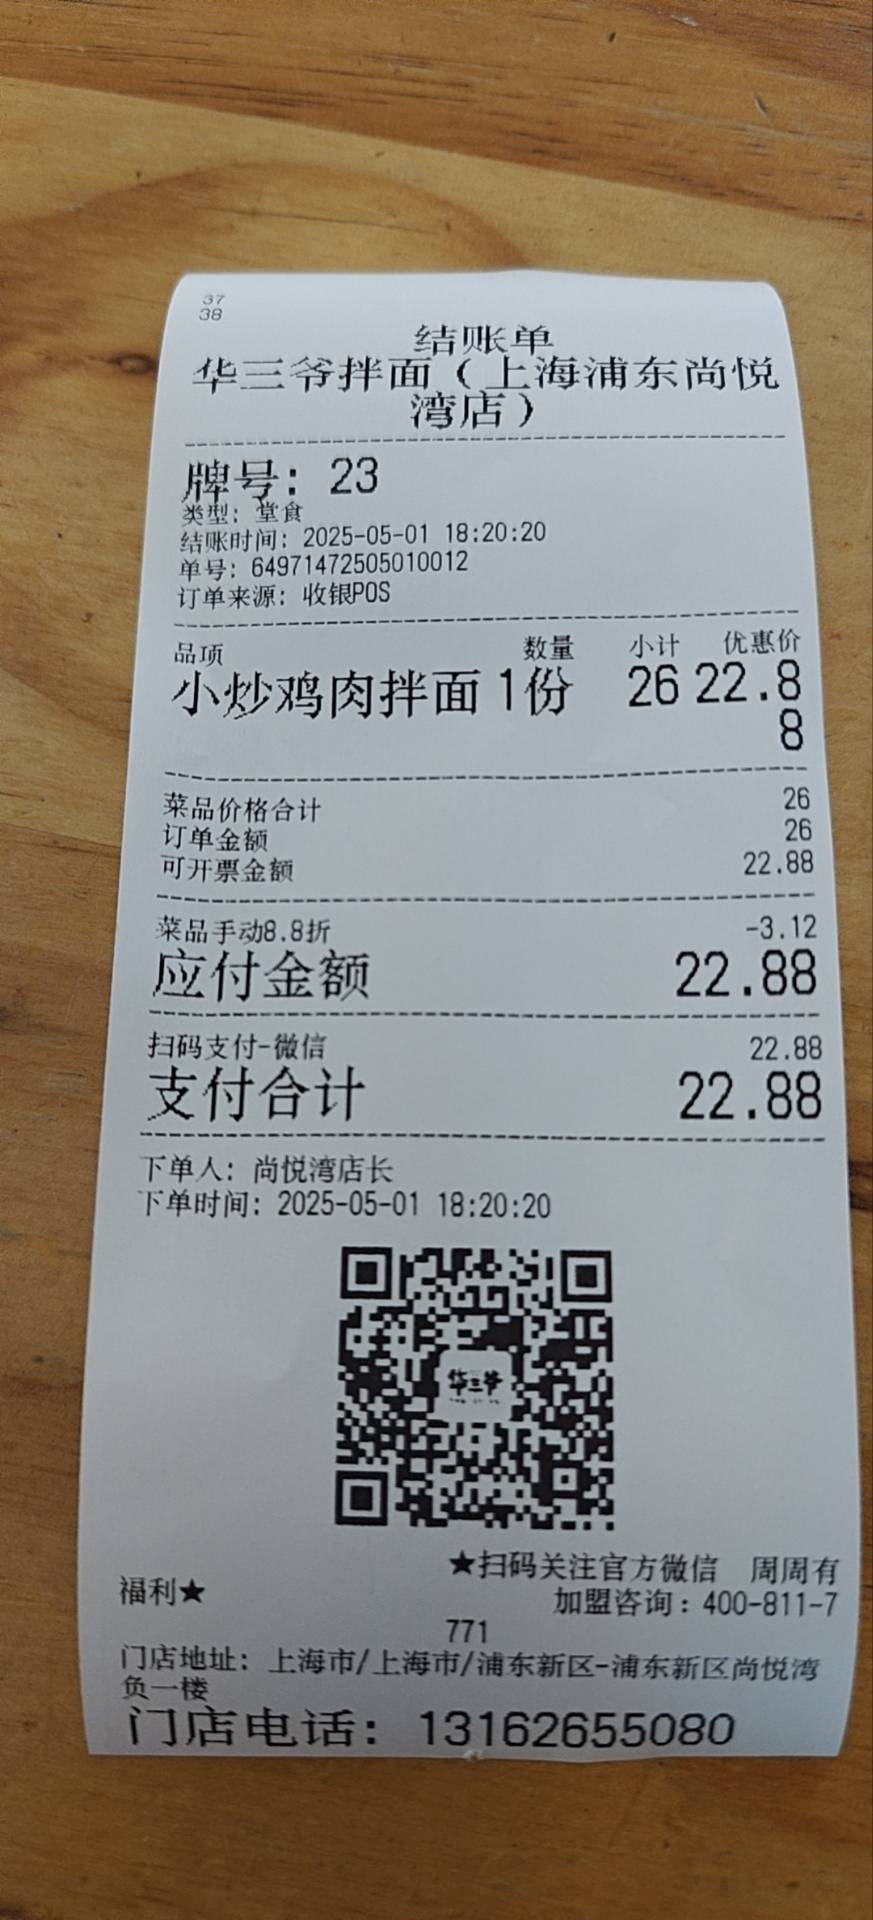 37
38
结账单
华三爷拌面（上海浦东尚悦
湾店）
牌号: 23
类型: 堂食
结账时间: 2025-05-01 18:20:20
单号: 64971472505010012
订单来源: 收银POS
品项 数量 小计 优惠价
小炒鸡肉拌面 1份 26 22.8
8
菜品价格合计 26
订单金额 26
可开票金额 22.88
菜品手动8.8折 -3.12
应付金额 22.88
扫码支付-微信 22.88
支付合计 22.88
下单人: 尚悦湾店长
下单时间: 2025-05-01 18:20:20
华三爷
★扫码关注官方微信 周周有
福利★ 加盟咨询：400-811-7
771
门店地址: 上海市/上海市/浦东新区-浦东新区尚悦湾
负一楼
门店电话: 13162655080